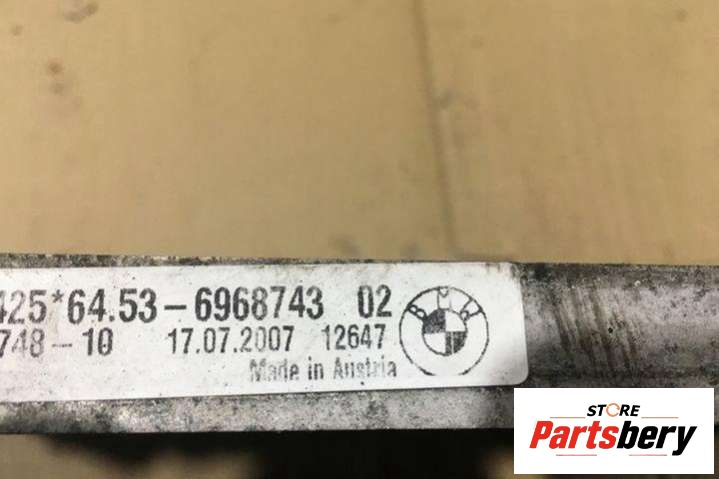 425*64.53-6968743 02
748-10 17.07.2007 12647
Made in Austria
BMW
STORE
Partsbery